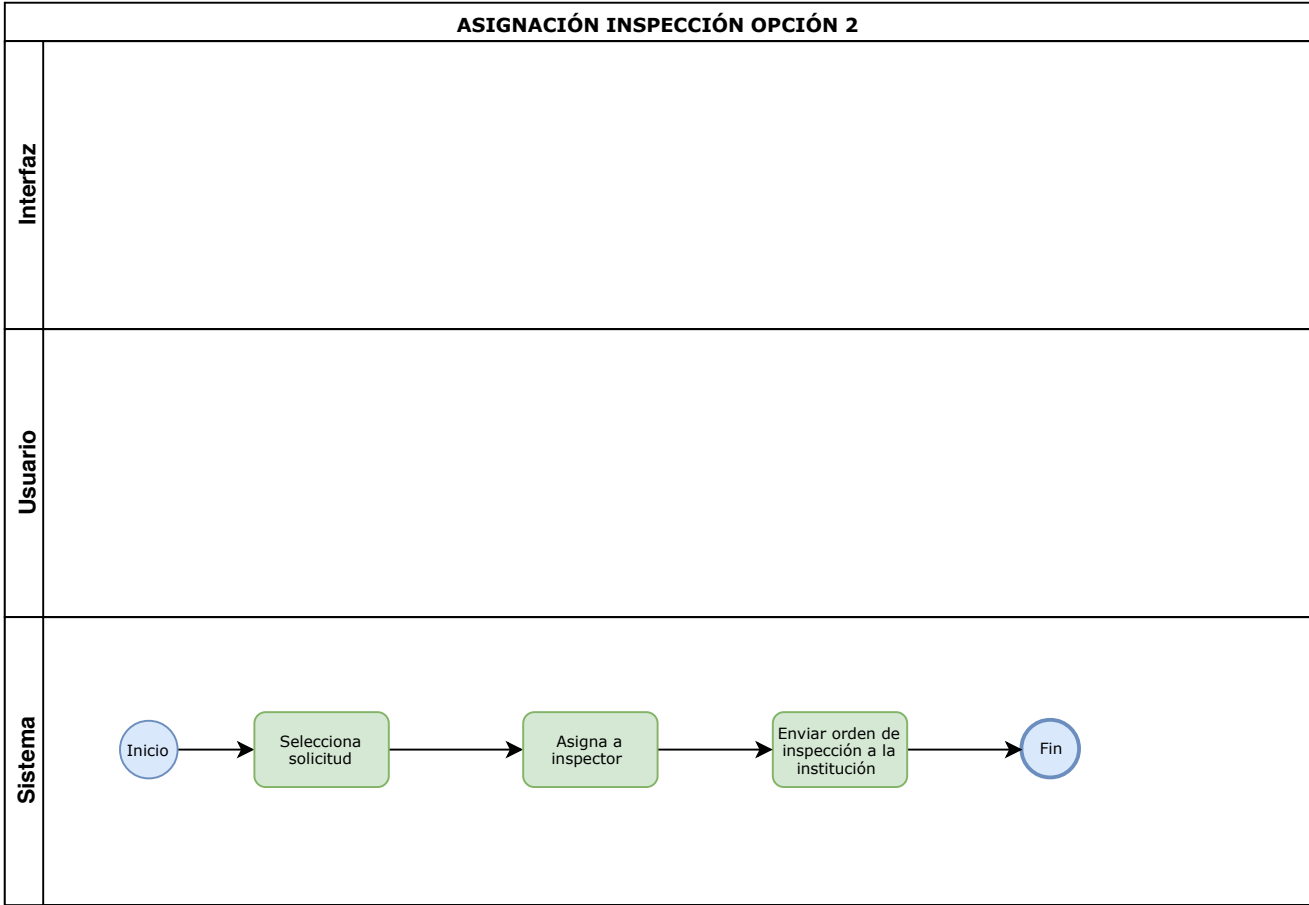 ASIGNACIÓN INSPECCIÓN OPCIÓN 2
Interfaz
Usuario
Sistema
Inicio
Selecciona
solicitud
Asigna a
inspector
Enviar orden de
inspección a la
institución
Fin